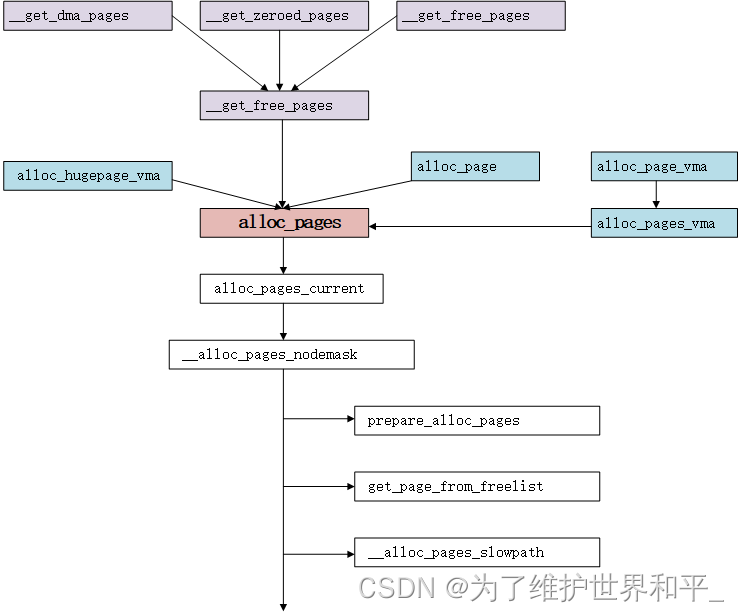 __get_dma_pages
__get_zeroed_pages
__get_free_pages
__get_free_pages
alloc_hugepage_vma
alloc_page
alloc_page_vma
alloc_pages
alloc_pages_vma
alloc_pages_current
__alloc_pages_nodemask
prepare_alloc_pages
get_page_from_freelist
__alloc_pages_slowpath
CSDN @为了维护世界和平_